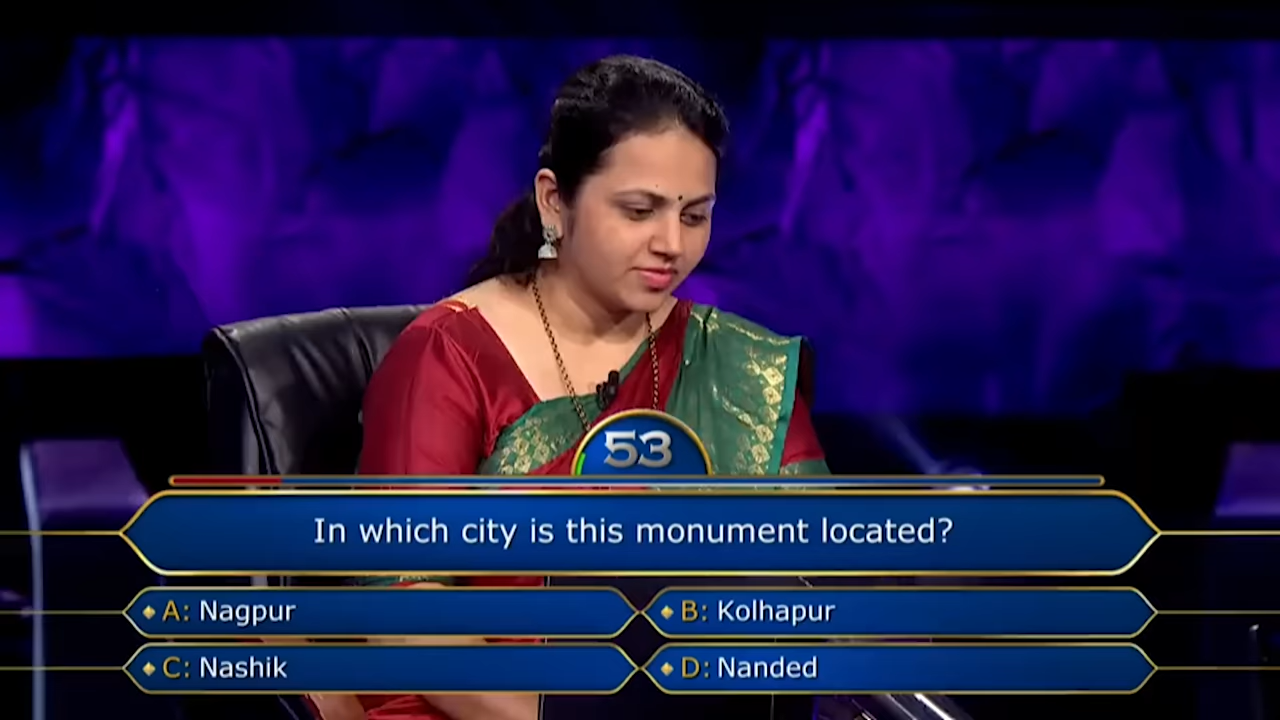 53
In which city is this monument located?
A: Nagpur
B: Kolhapur
C: Nashik
D: Nanded